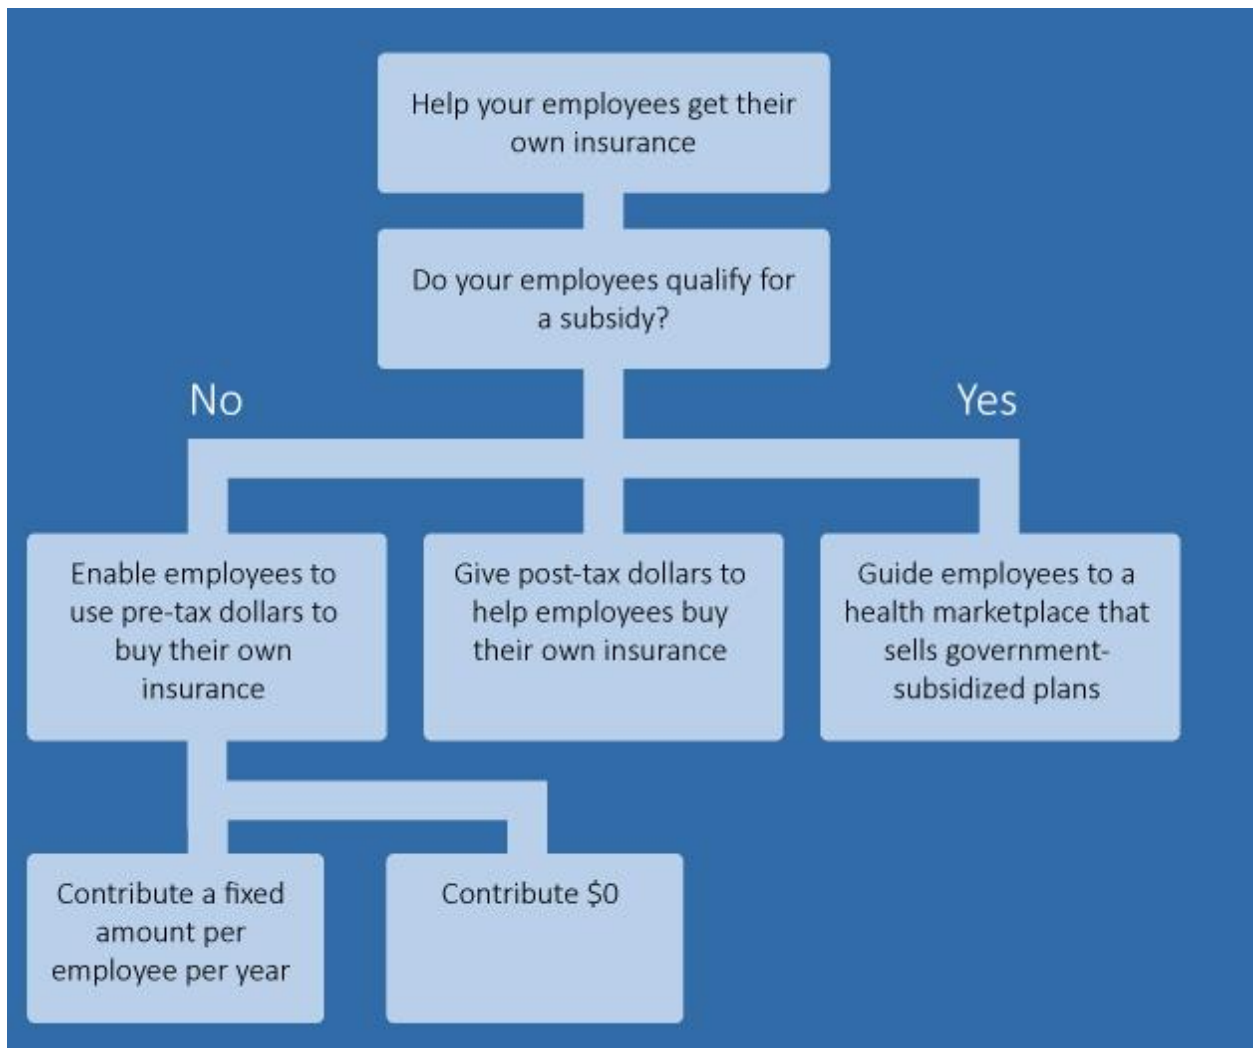 Help your employees get their
own insurance
Do your employees qualify for
a subsidy?
No
Yes
Enable employees to
use pre-tax dollars to
buy their own
insurance
Give post-tax dollars to
help employees buy
their own insurance
Guide employees to a
health marketplace that
sells government-
subsidized plans
Contribute a fixed
amount per
employee per year
Contribute $0